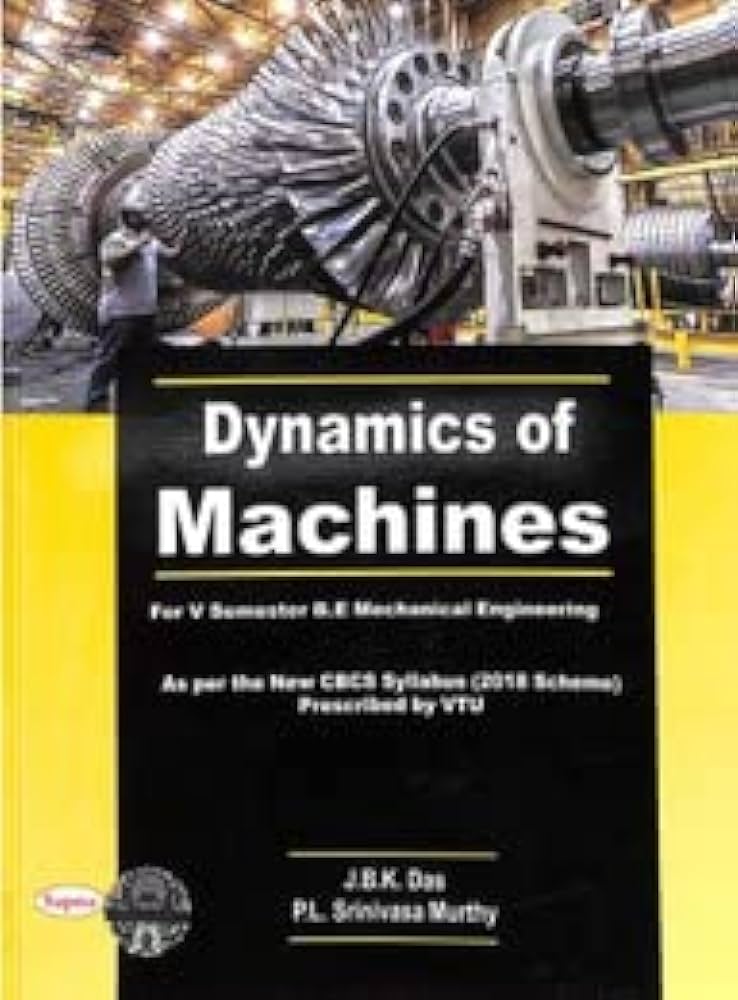 Dynamics of
Machines
For V Semester B.E Mechanical Engineering
As per the New CBCS Syllabus (2018 Scheme)
Prescribed by VTU
J.B.K. Das
P.L. Srinivasa Murthy
Sapna